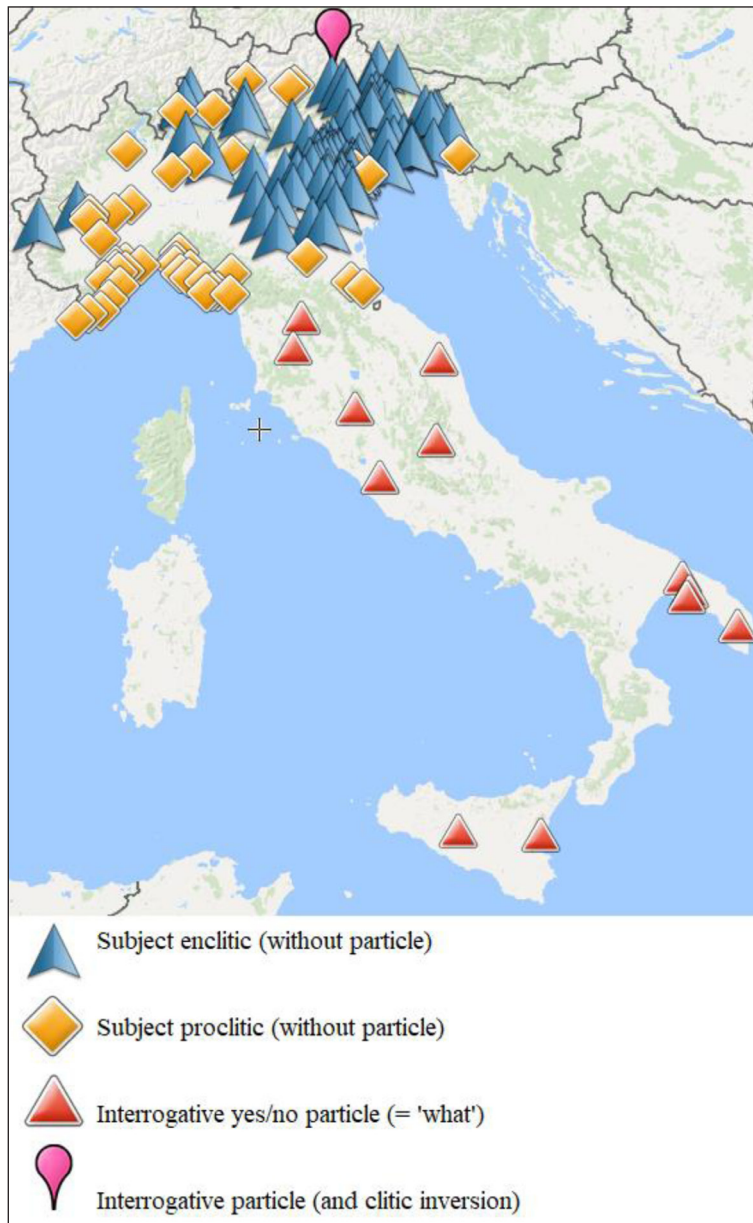 Subject enclitic (without particle)
Subject proclitic (without particle)
Interrogative yes/no particle (= 'what')
Interrogative particle (and clitic inversion)